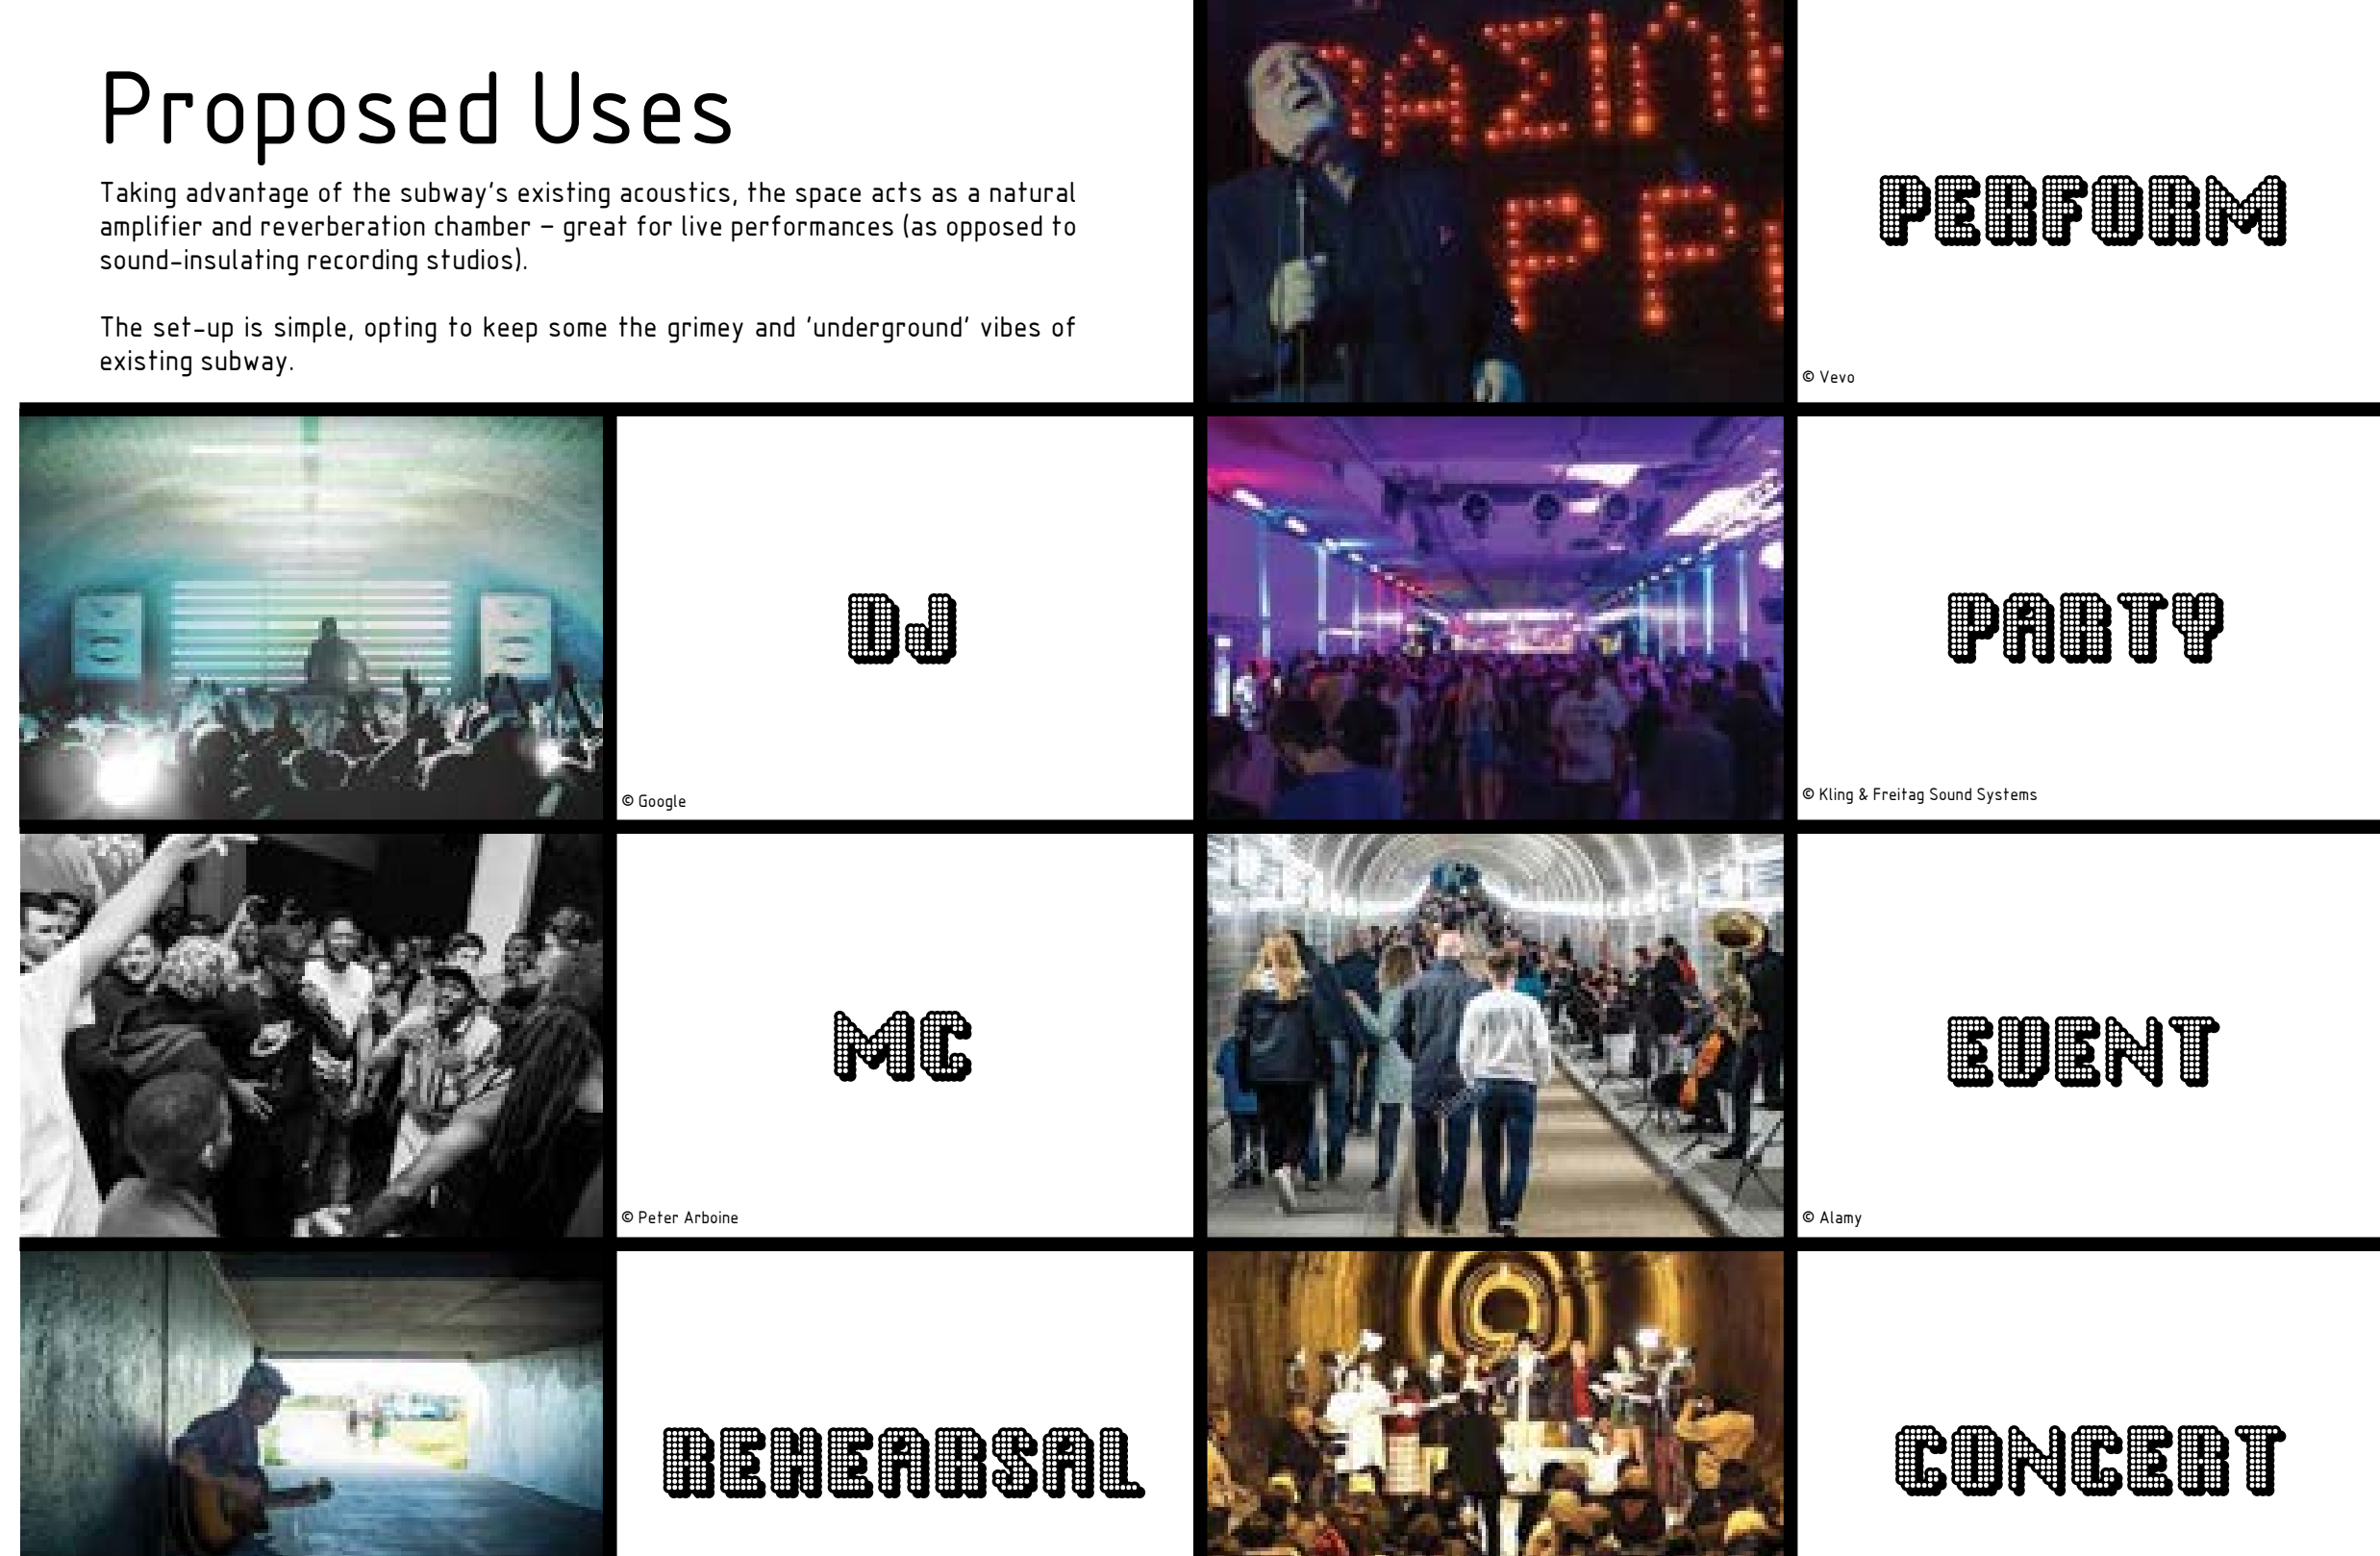 Proposed Uses
Taking advantage of the subway's existing acoustics, the space acts as a natural
amplifier and reverberation chamber – great for live performances (as opposed to
sound-insulating recording studios).
The set-up is simple, opting to keep some the grimey and 'underground' vibes of
existing subway.
PERFORM
© Vevo
DJ
© Google
PARTY
© Kling & Freitag Sound Systems
MC
© Peter Arboine
EVENT
© Alamy
REHEARSAL
CONCERT